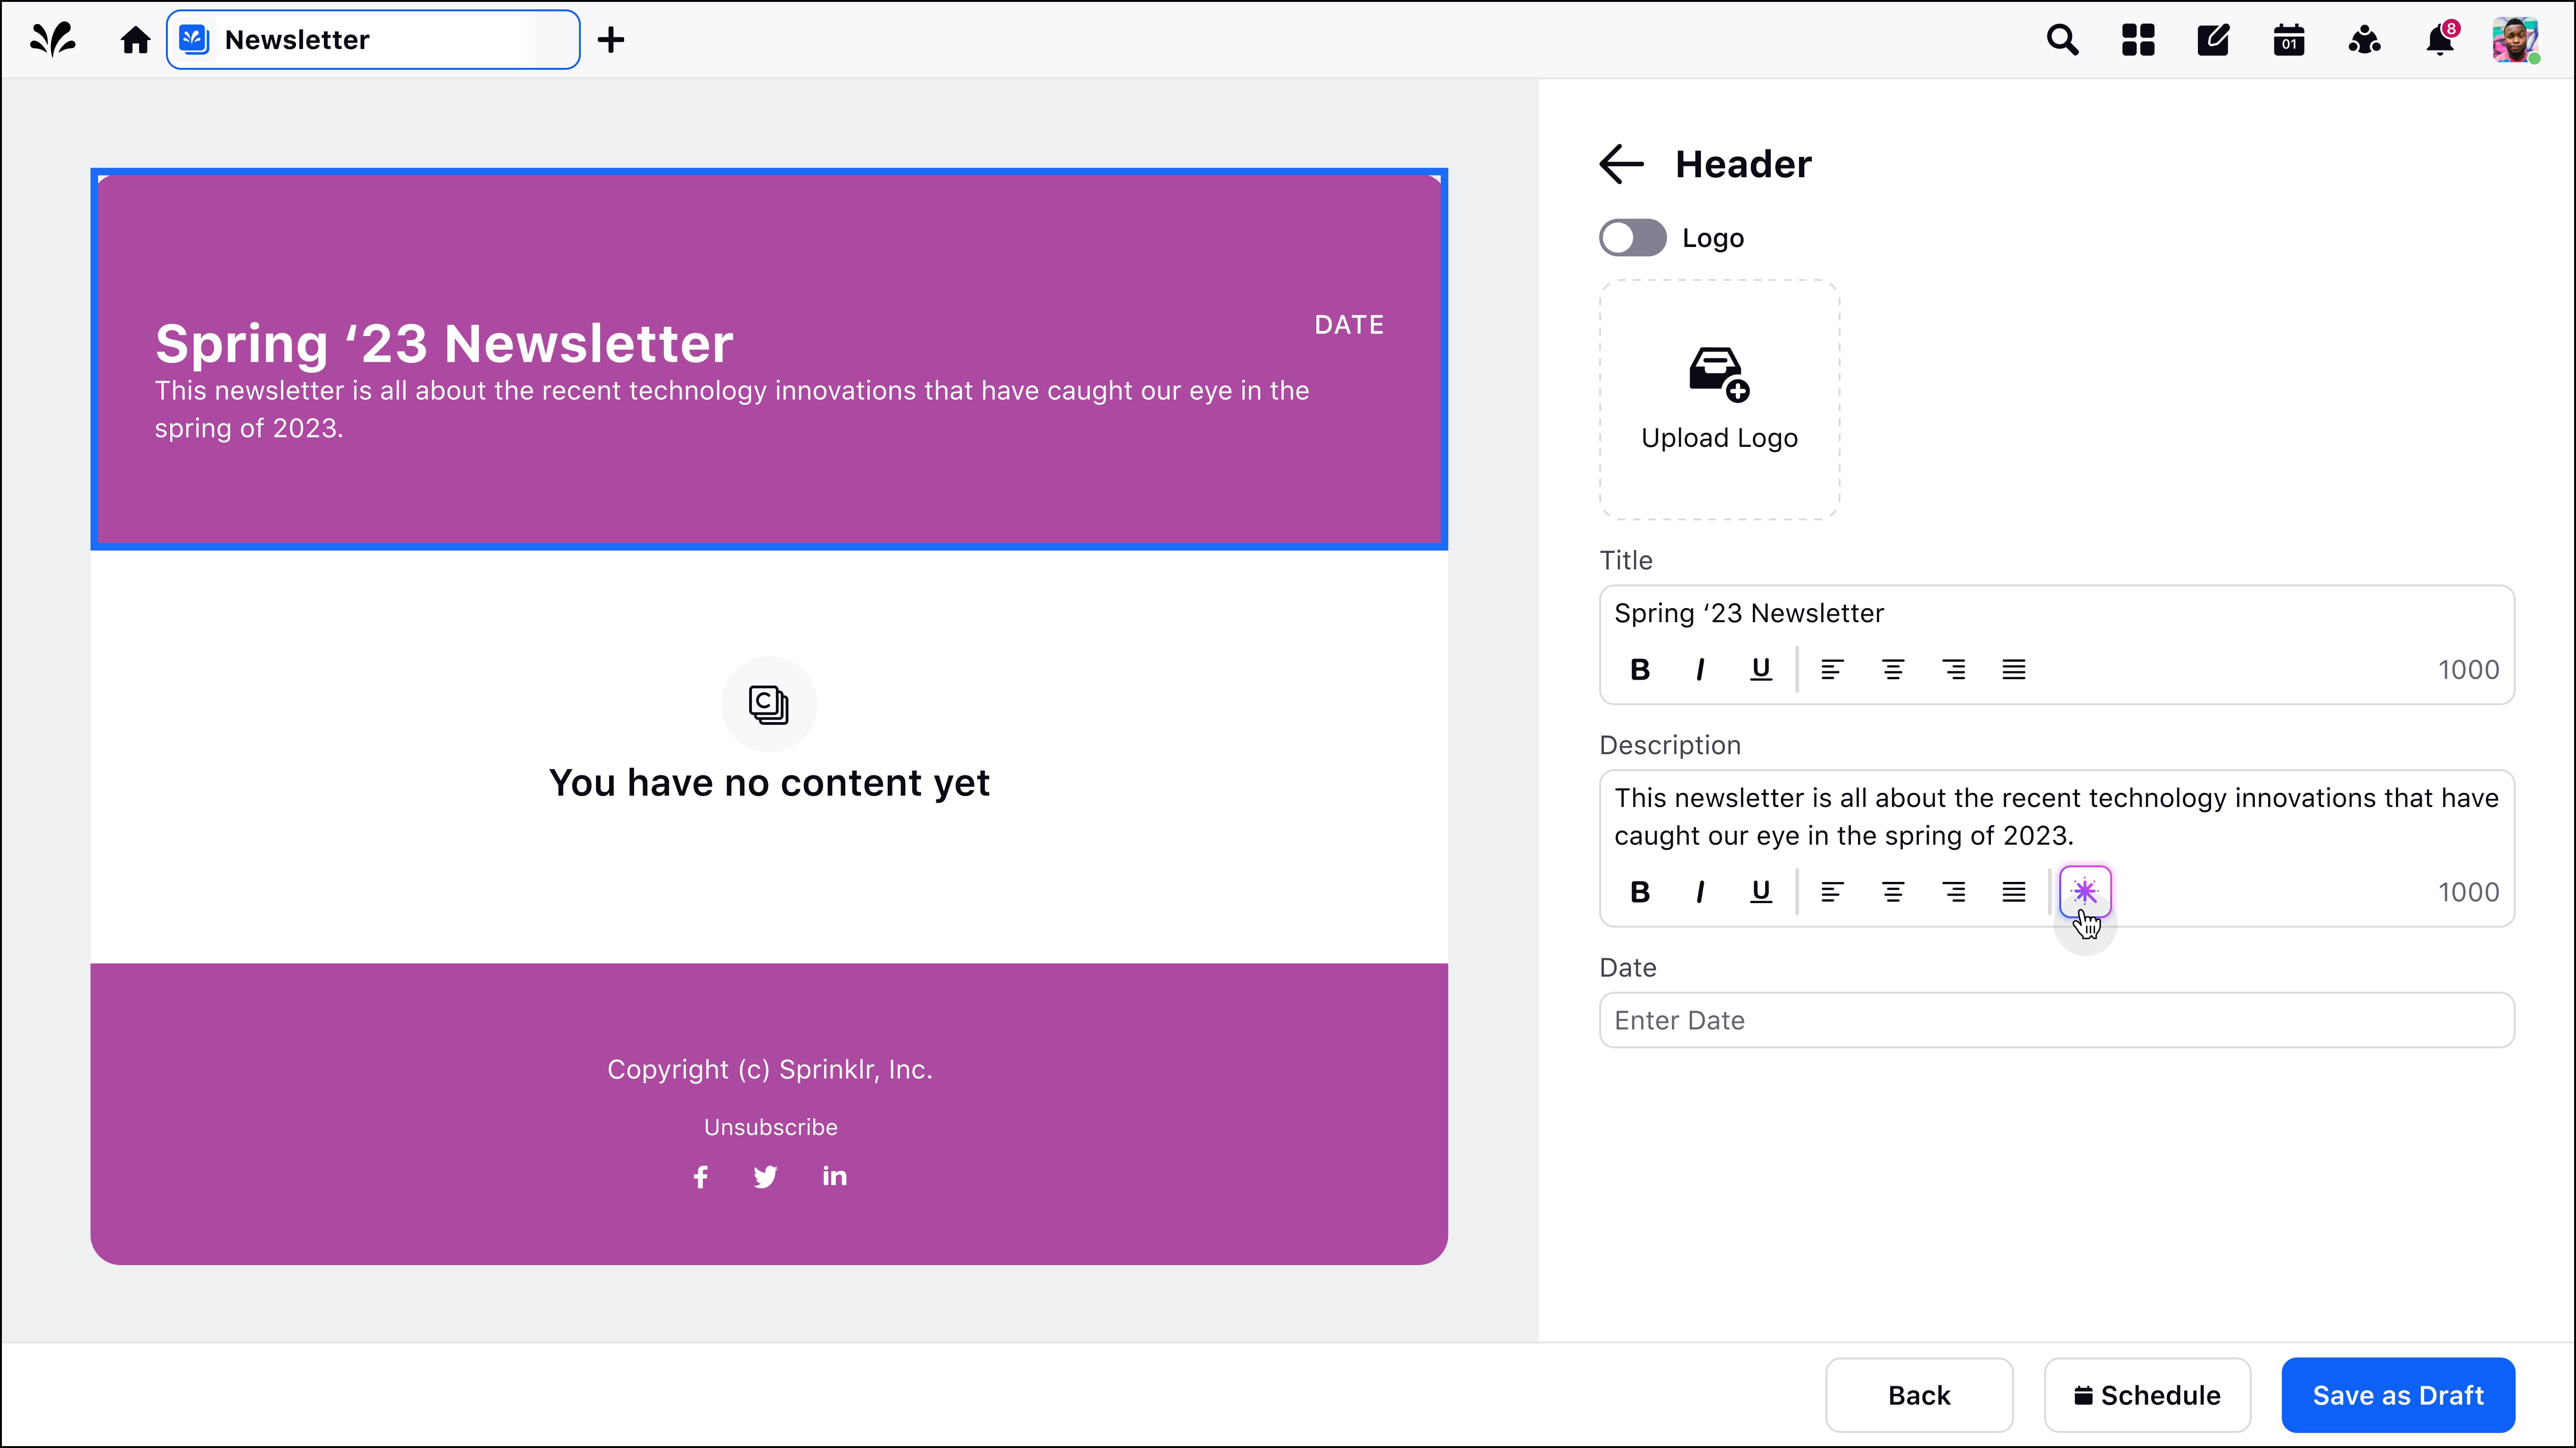 Newsletter
01
8
Header
Logo
Upload Logo
Spring ‘23 Newsletter
DATE
This newsletter is all about the recent technology innovations that have caught our eye in the
spring of 2023.
Title
Spring ‘23 Newsletter
B I U
1000
You have no content yet
Description
This newsletter is all about the recent technology innovations that have
caught our eye in the spring of 2023.
B I U
1000
Date
Enter Date
Copyright (c) Sprinklr, Inc.
Unsubscribe
Back
Schedule
Save as Draft